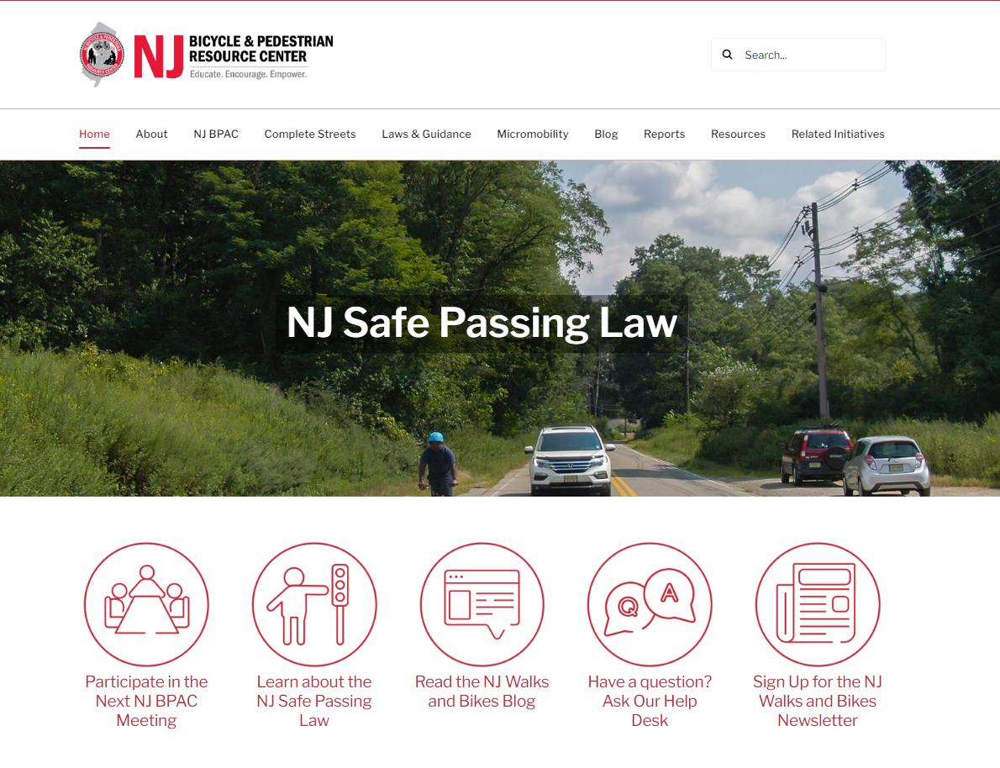 NJ BICYCLE & PEDESTRIAN
RESOURCE CENTER
Educate. Encourage. Empower.
Search...
Home About NJ BPAC Complete Streets Laws & Guidance Micromobility Blog Reports Resources Related Initiatives
NJ Safe Passing Law
Q A
Participate in the
Next NJ BPAC
Meeting
Learn about the
NJ Safe Passing
Law
Read the NJ Walks
and Bikes Blog
Have a question?
Ask Our Help
Desk
Sign Up for the NJ
Walks and Bikes
Newsletter